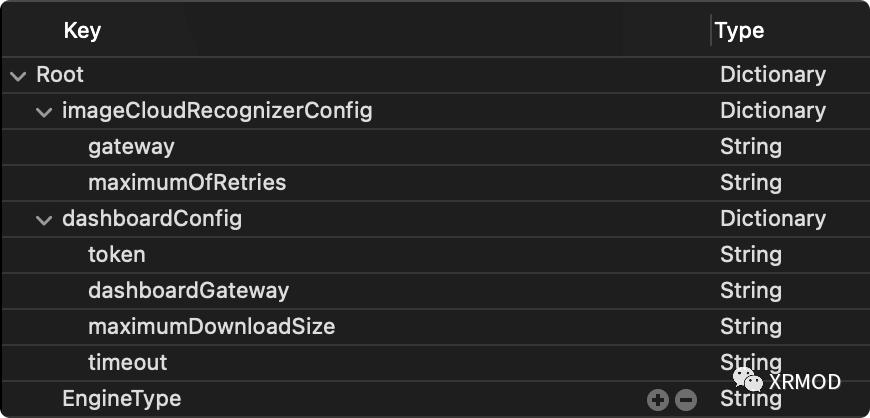 Key Type
Root Dictionary
imageCloudRecognizerConfig Dictionary
gateway String
maximumOfRetries String
dashboardConfig Dictionary
token String
dashboardGateway String
maximumDownloadSize String
timeout String
XRMOD
EngineType String